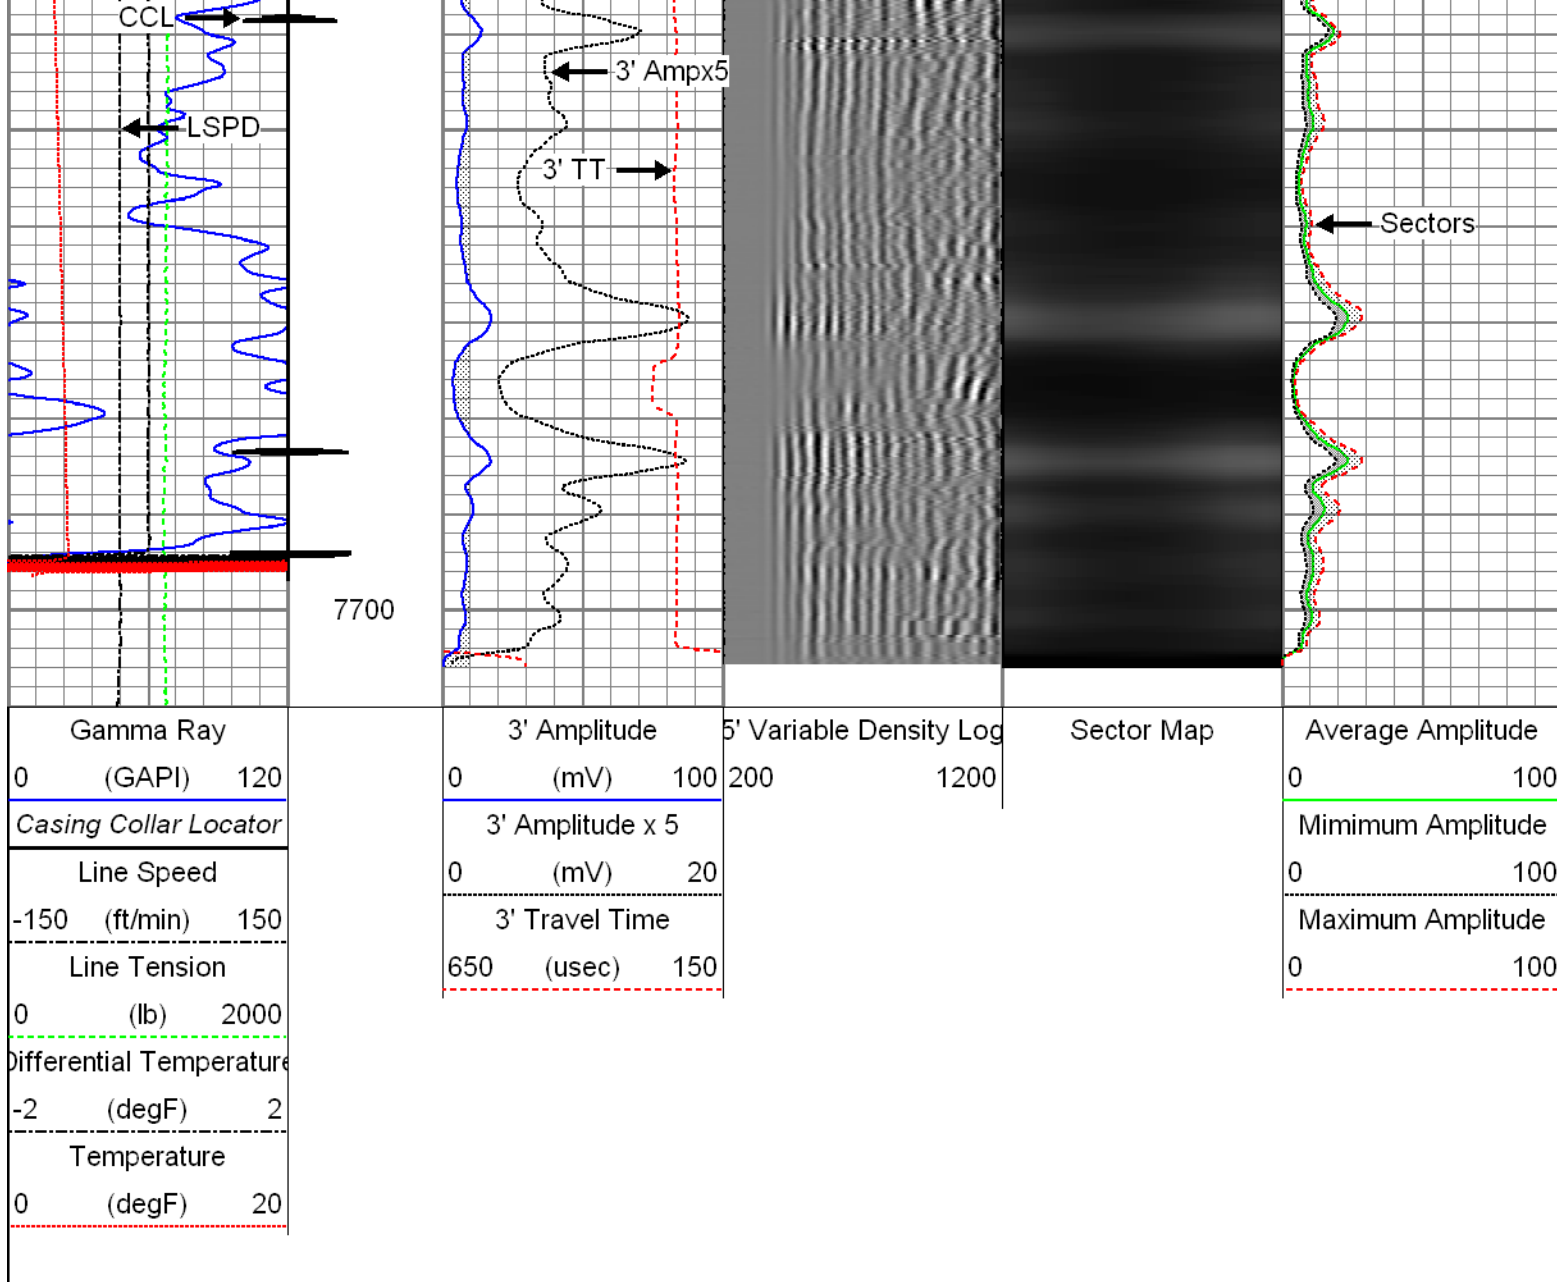 CCL
3' Ampx5
LSPD
3' TT
Sectors
7700
Gamma Ray
0 (GAPI) 120
Casing Collar Locator
Line Speed
-150 (ft/min) 150
Line Tension
0 (lb) 2000
Differential Temperature
-2 (degF) 2
Temperature
0 (degF) 20
3' Amplitude
0 (mV) 100
3' Amplitude x 5
0 (mV) 20
3' Travel Time
650 (usec) 150
5' Variable Density Log
200 1200
Sector Map
Average Amplitude
0 100
Mimimum Amplitude
0 100
Maximum Amplitude
0 100